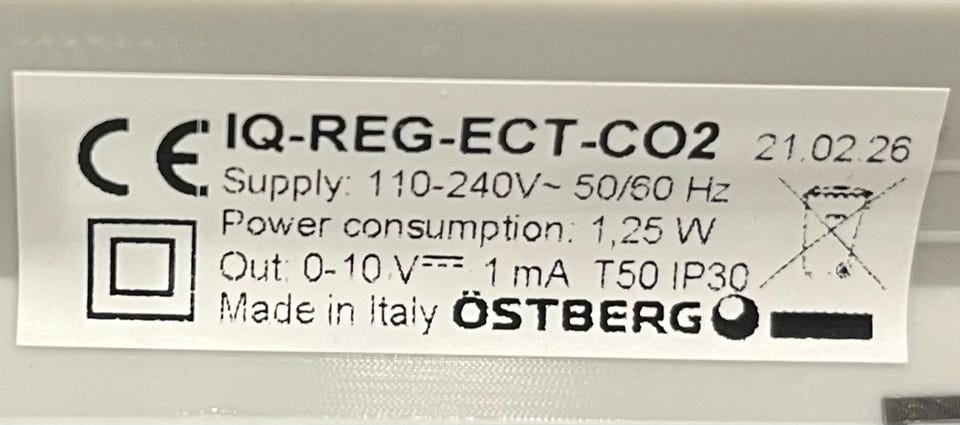 CE IQ-REG-ECT-CO2 21.02.26
Supply: 110-240V~ 50/60 Hz
Power consumption: 1,25 W
Out: 0-10 V⎓ 1 mA T50 IP30
Made in Italy ÖSTBERG